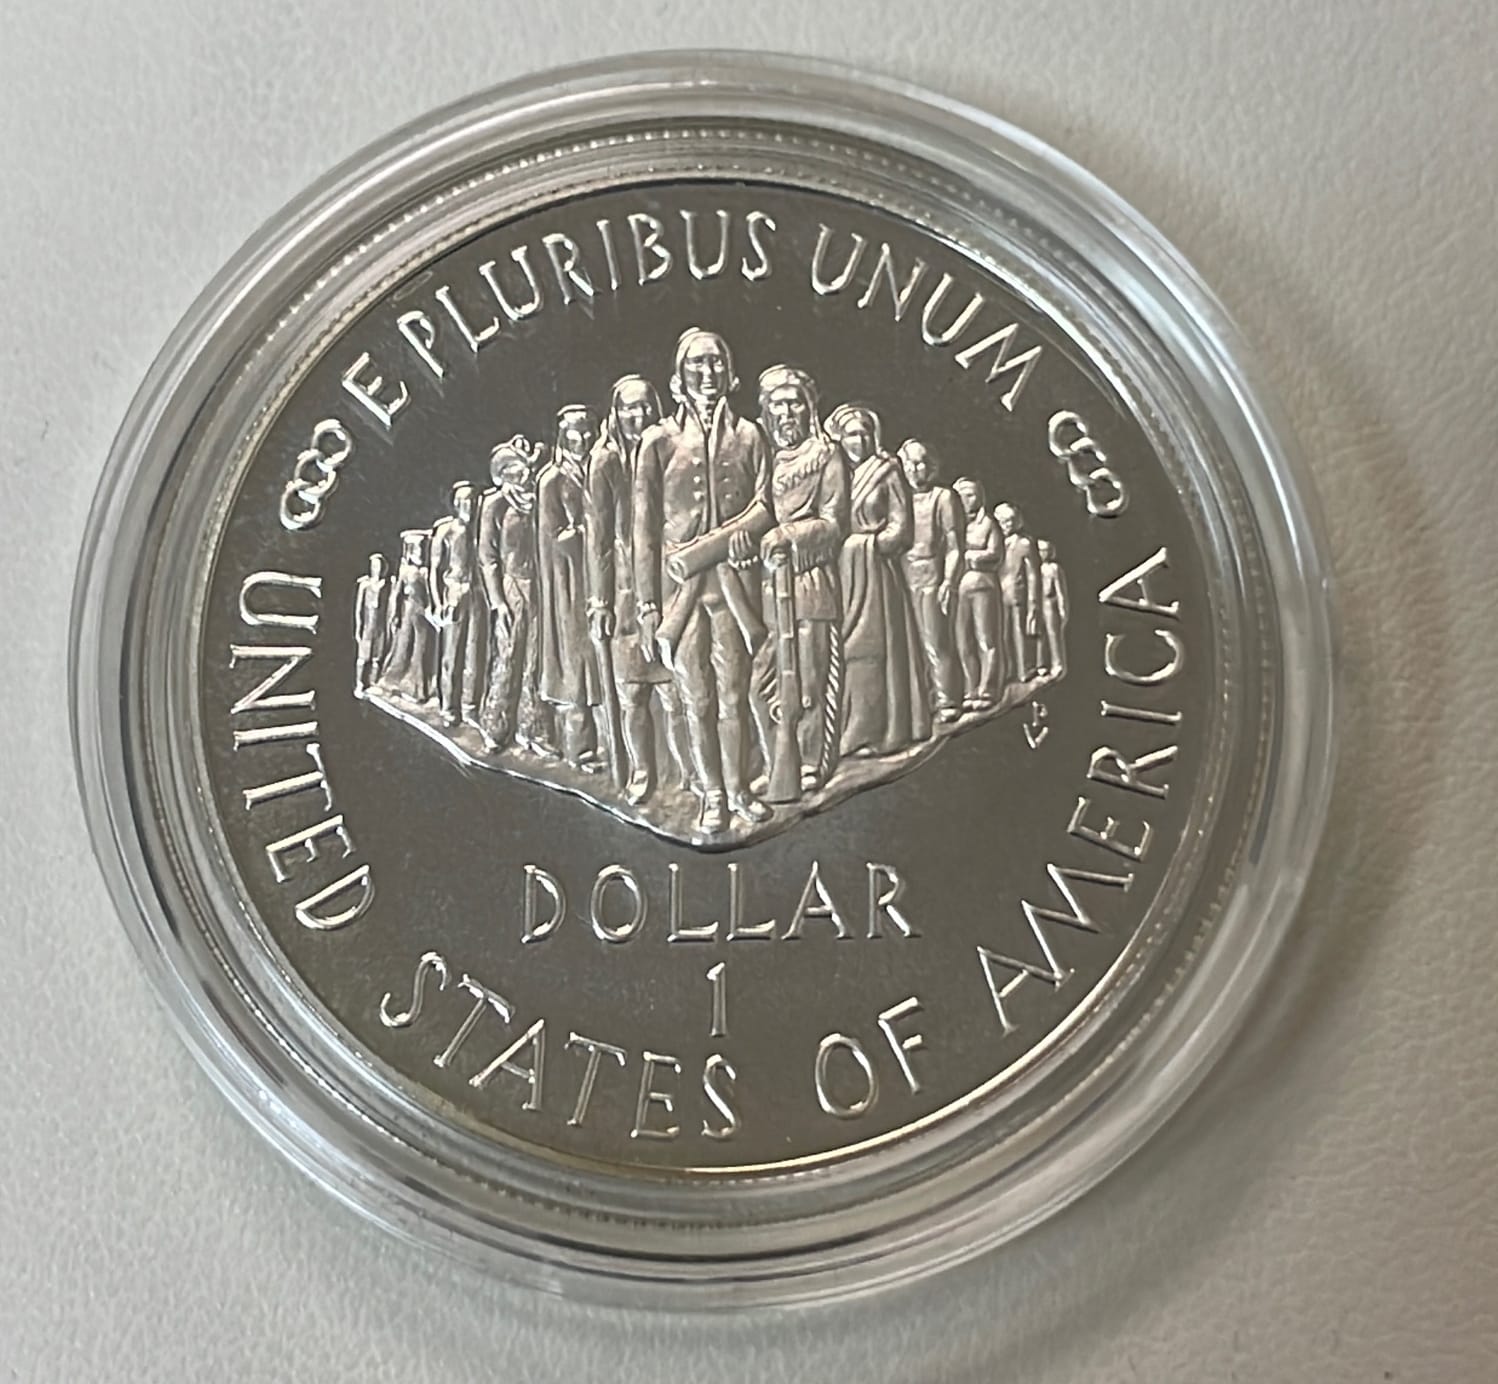 E PLURIBUS UNUM
DOLLAR
1
UNITED STATES OF AMERICA